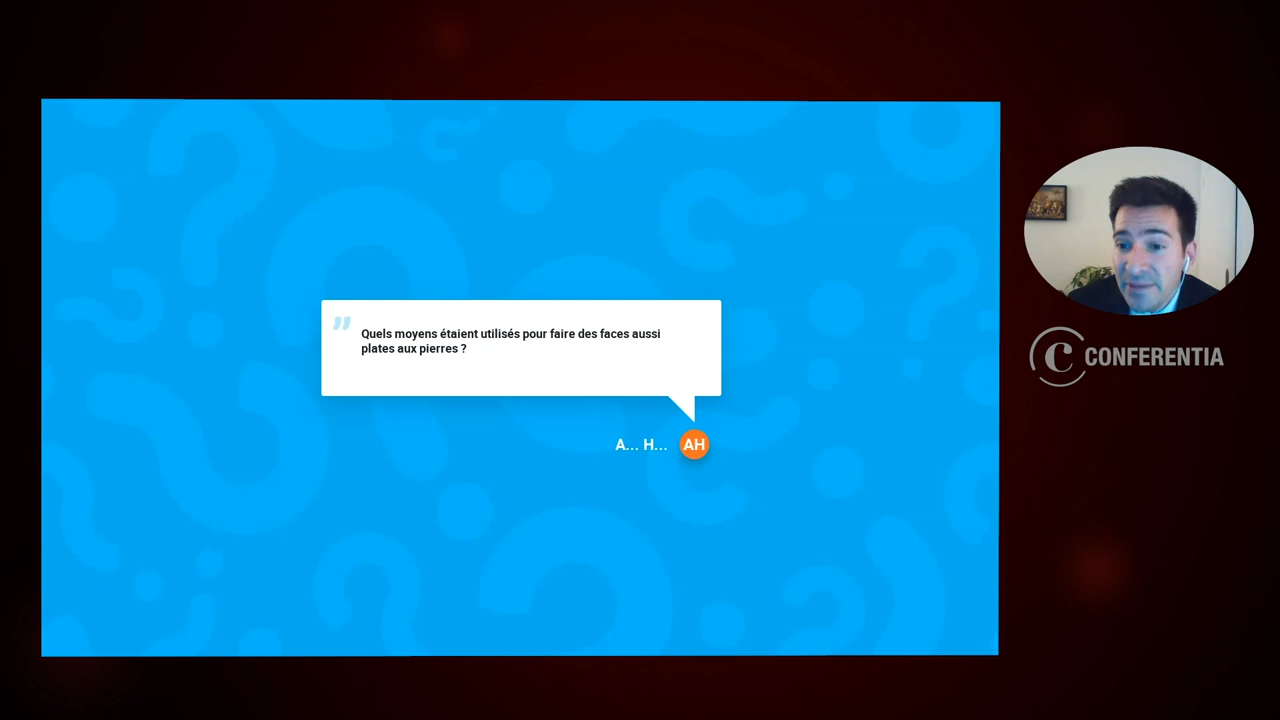 ”
Quels moyens étaient utilisés pour faire des faces aussi
plates aux pierres ?
A... H... AH
C CONFERENTIA